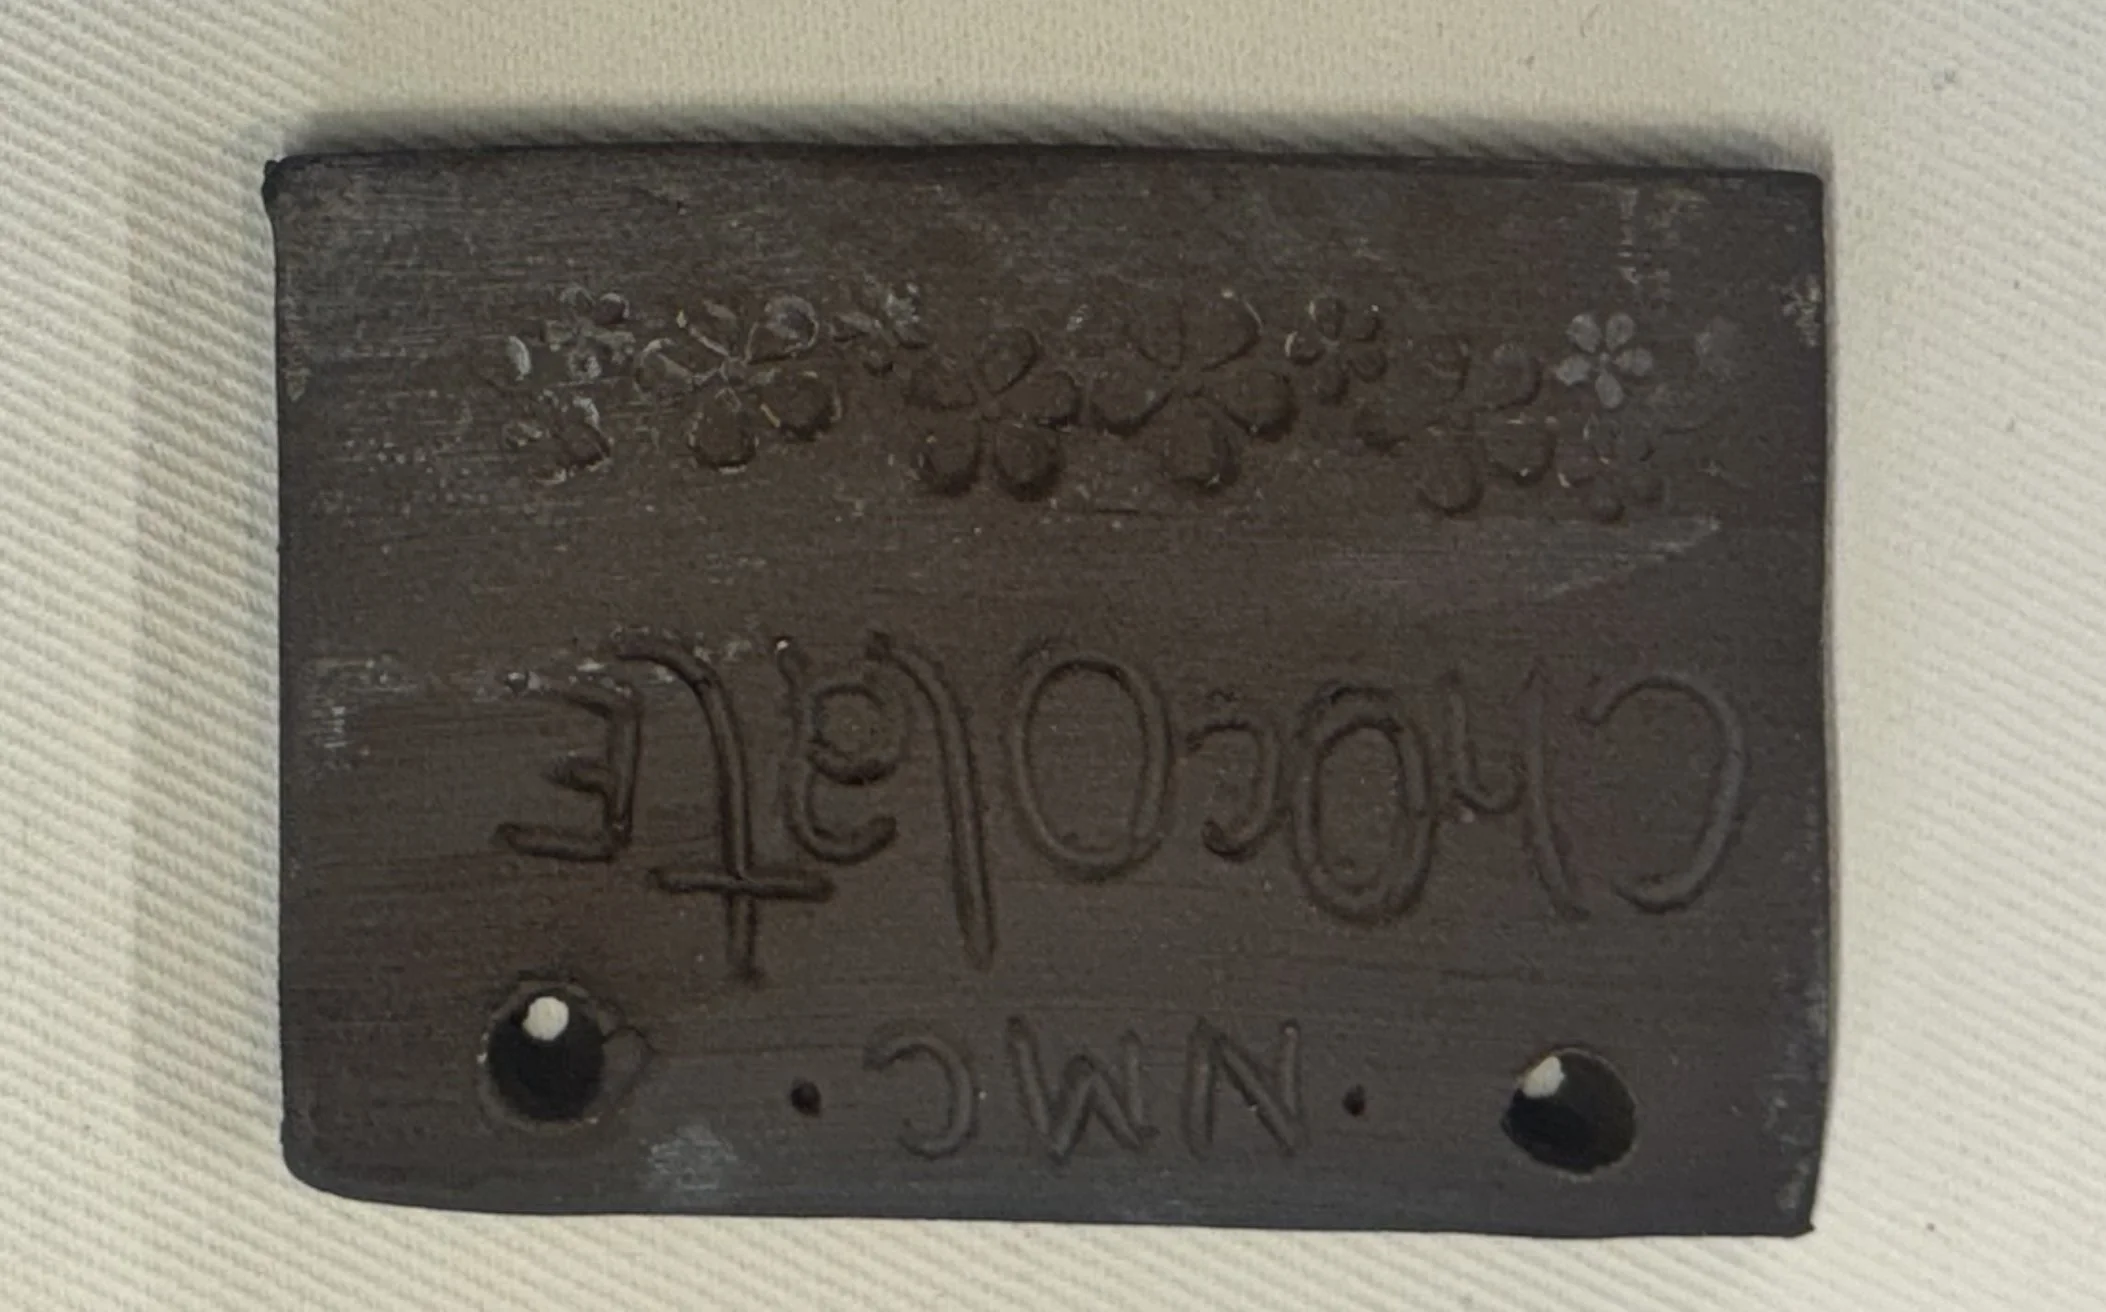 · NMC ·
ChOcOlatE